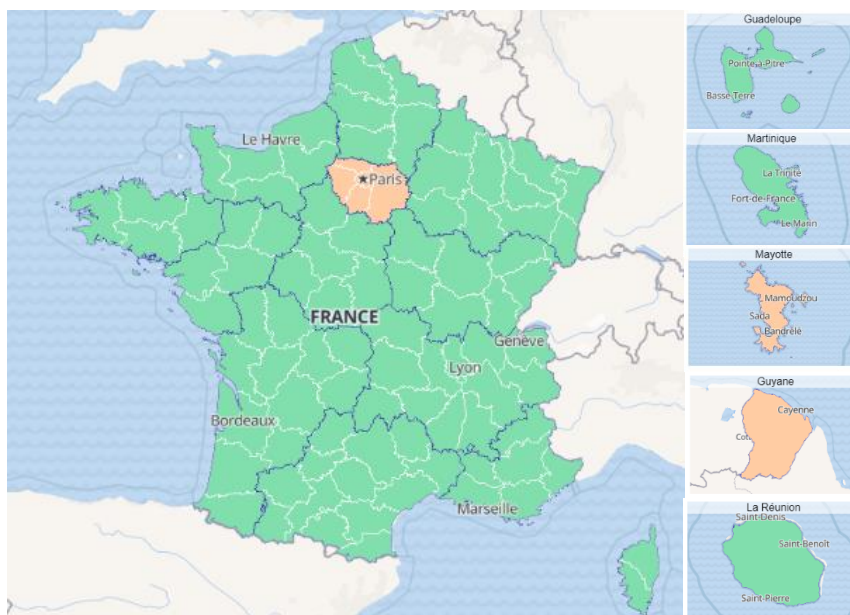 Le Havre
★Paris
FRANCE
Genève
Lyon
Bordeaux
Marseille
Guadeloupe
Pointe-à-Pitre
Basse-Terre
Martinique
La Trinité
Fort-de-France
Le Marin
Mayotte
Mamoudzou
Sada
Bandrélé
Guyane
Cayenne
La Réunion
Saint-Denis
Saint-Benoît
Saint-Pierre